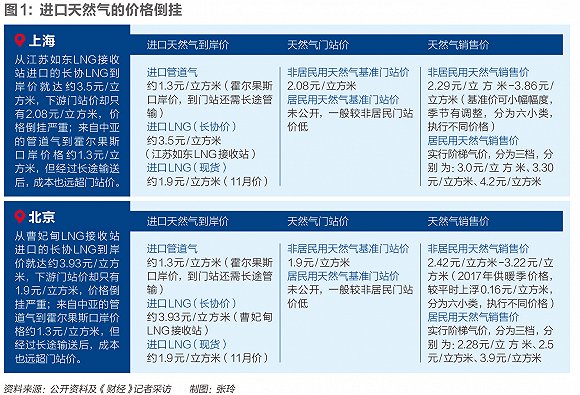 图1：进口天然气的价格倒挂
上海
从江苏如东LNG接收
站进口的长协LNG到
岸价就达约3.5元/立方
米，下游门站价却只
有2.08元/立方米，价
格倒挂严重；来自中亚
的管道气到霍尔果斯
口岸价格约1.3元/立方
米，但经过长途输送
后，成本也远超门站价。
进口天然气到岸价
进口管道气
约1.3元/立方米（霍尔果斯
口岸价，到门站还需长途管
输）
进口LNG（长协价）
约3.5元/立方米
（江苏如东LNG接收站）
进口LNG（现货）
约1.9元/立方米（11月价）
天然气门站价
非居民用天然气基准门站价
2.08元/立方米
居民用天然气基准门站价
未公开，一般较非居民门站
价低
天然气销售价
非居民用天然气销售价
2.29元/立方米-3.86元/
立方米（基准价可小幅幅度，
季节有调整，分为六小类，
执行不同价格）
居民用天然气销售价
实行阶梯气价，分为三档，分
别为：3.0元/立方米、3.30
元/立方米、4.2元/立方米
北京
从曹妃甸LNG接收站
进口的长协LNG到岸
价就达约3.93元/立方
米，下游门站价却只有
1.9元/立方米，价格倒
挂严重；来自中亚的管
道气到霍尔果斯口岸价
格约1.3元/立方米，但
经过长途输送后，成本
也远超门站价。
进口天然气到岸价
进口管道气
约1.3元/立方米（霍尔果斯
口岸价，到门站还需长途管
输）
进口LNG（长协价）
约3.93元/立方米（曹妃甸
LNG接收站）
进口LNG（现货）
约1.9元/立方米（11月价）
天然气门站价
非居民用天然气基准门站价
1.9元/立方米
居民用天然气基准门站价
未公开，一般较非居民门站
价低
天然气销售价
非居民用天然气销售价
2.42元/立方米-3.22元/立
方米（2017年供暖季价格，
较平时上浮0.16元/立方米，
分为六小类，执行不同价格）
居民用天然气销售价
实行阶梯气价，分为三档，分
别为：2.28元/立方米、2.5
元/立方米、3.9元/立方米
资料来源：公开资料及《财经》记者采访 制图：张玲